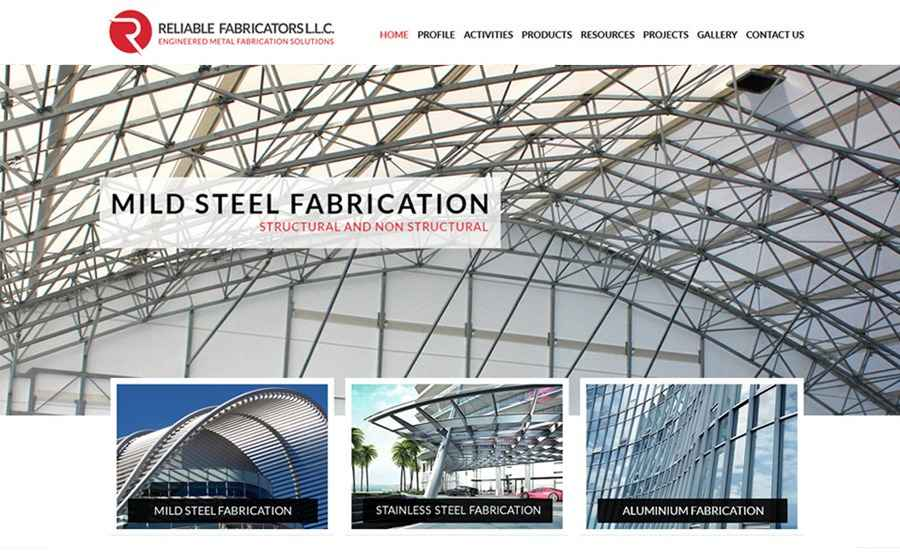 RELIABLE FABRICATORS L.L.C.
ENGINEERED METAL FABRICATION SOLUTIONS
HOME PROFILE ACTIVITIES PRODUCTS RESOURCES PROJECTS GALLERY CONTACT US
MILD STEEL FABRICATION
STRUCTURAL AND NON STRUCTURAL
MILD STEEL FABRICATION
STAINLESS STEEL FABRICATION
ALUMINIUM FABRICATION